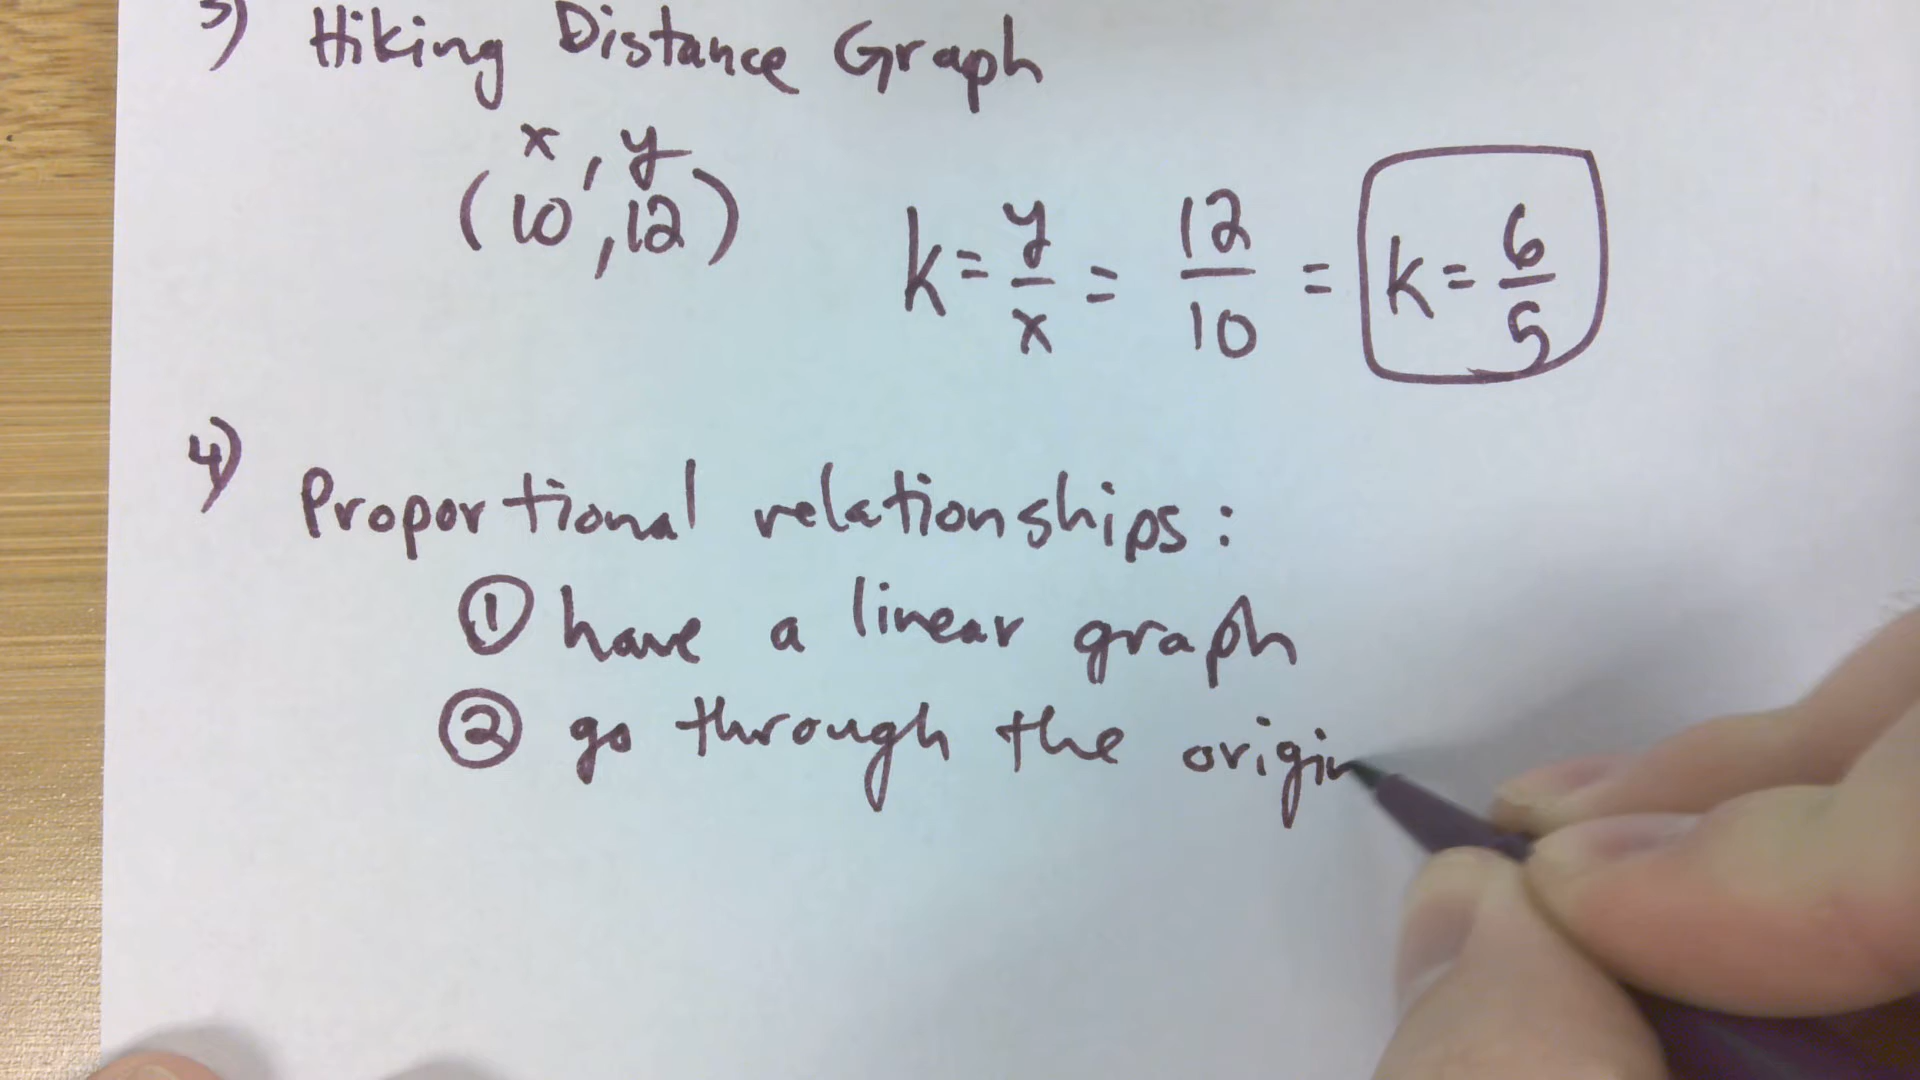 3) Hiking Distance Graph
x , y
(10 , 12)
k = y/x = 12/10 = k = 6/5
4) Proportional relationships:
① have a linear graph
② go through the origin